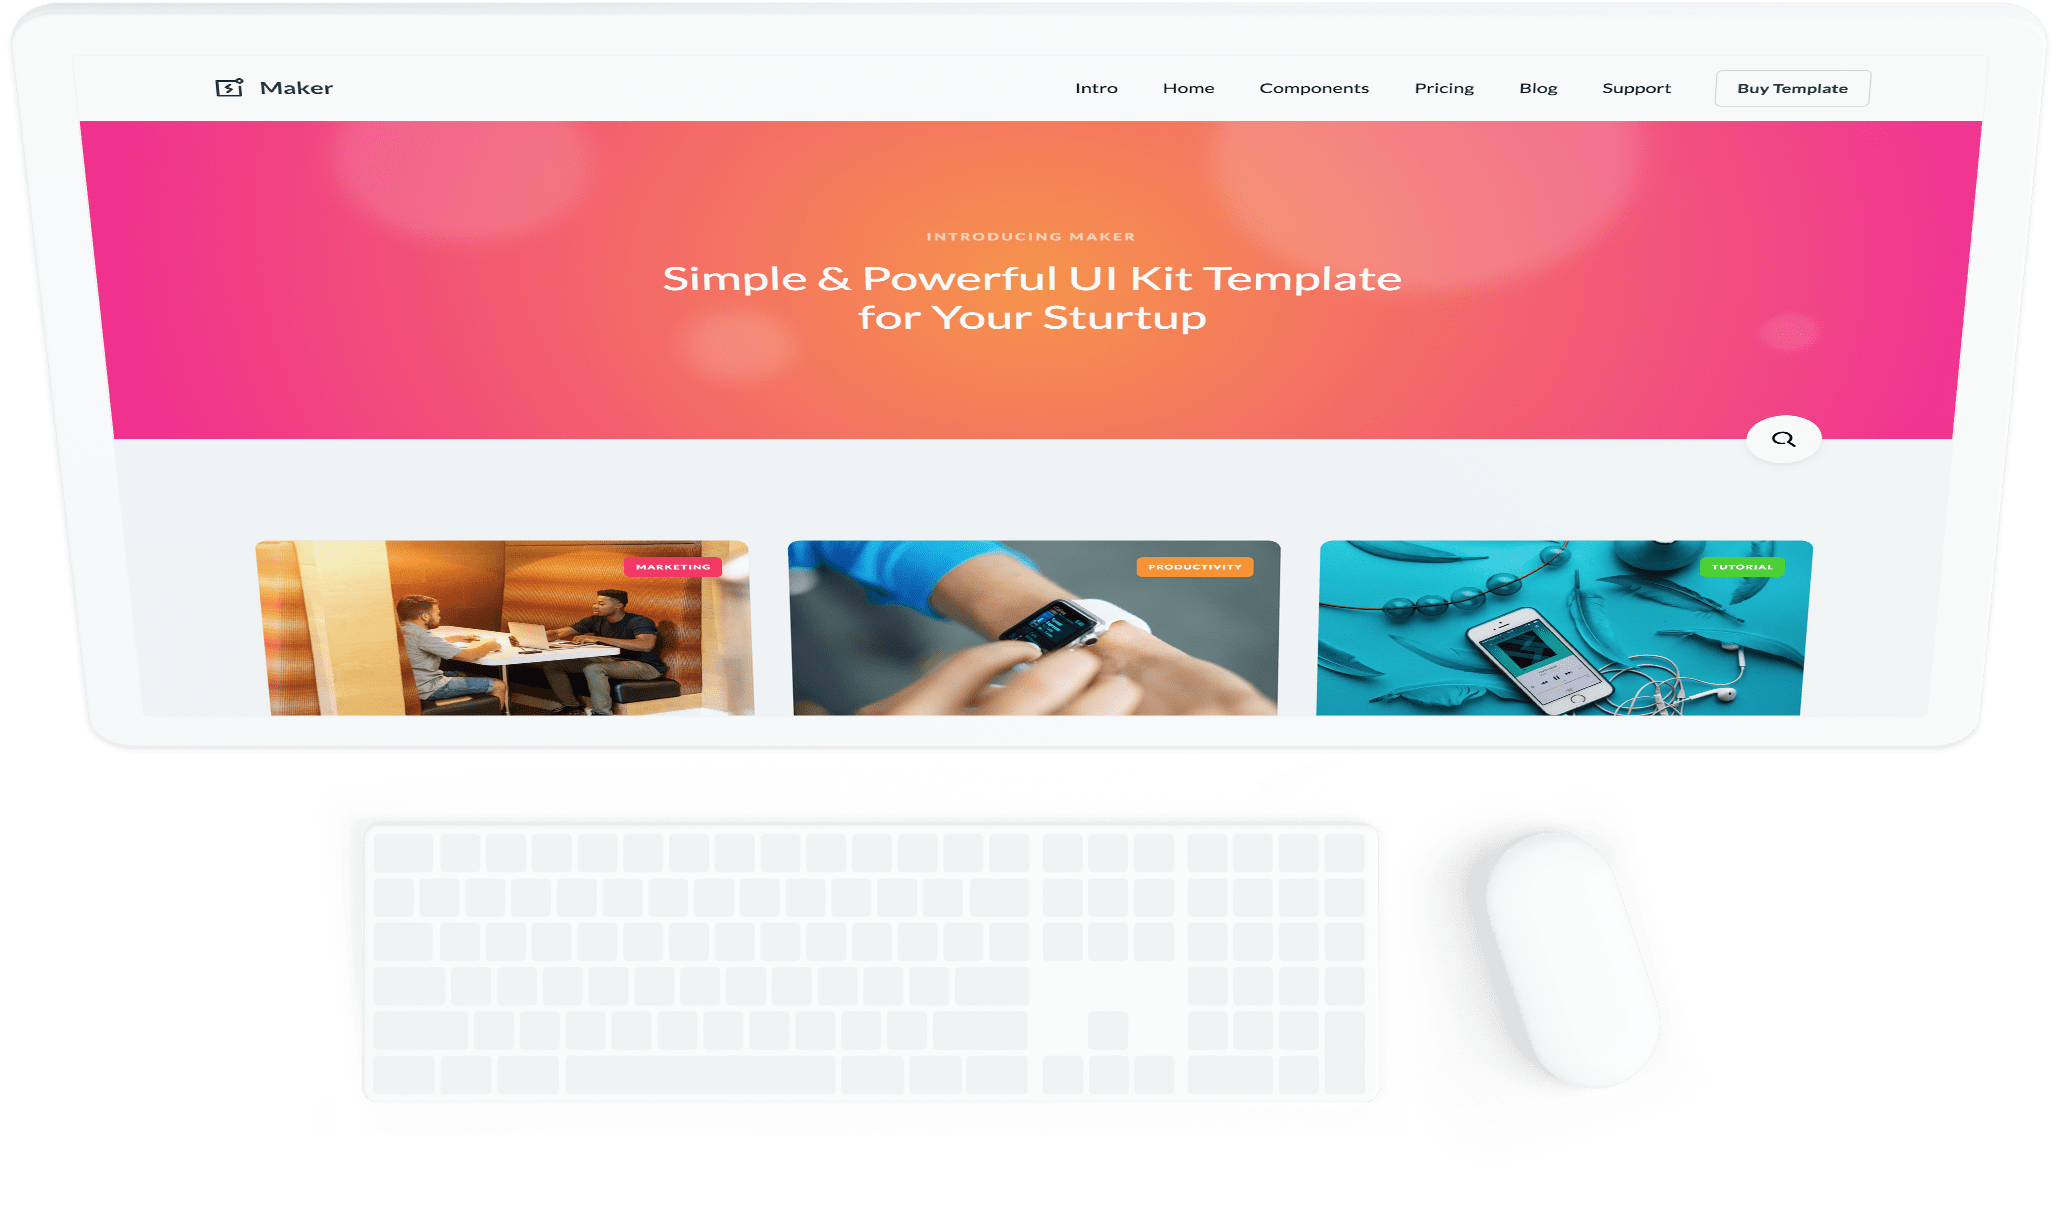 Maker
Intro
Home
Components
Pricing
Blog
Support
Buy Template
INTRODUCING MAKER
Simple & Powerful UI Kit Template
for Your Sturtup
MARKETING
PRODUCTIVITY
TUTORIAL